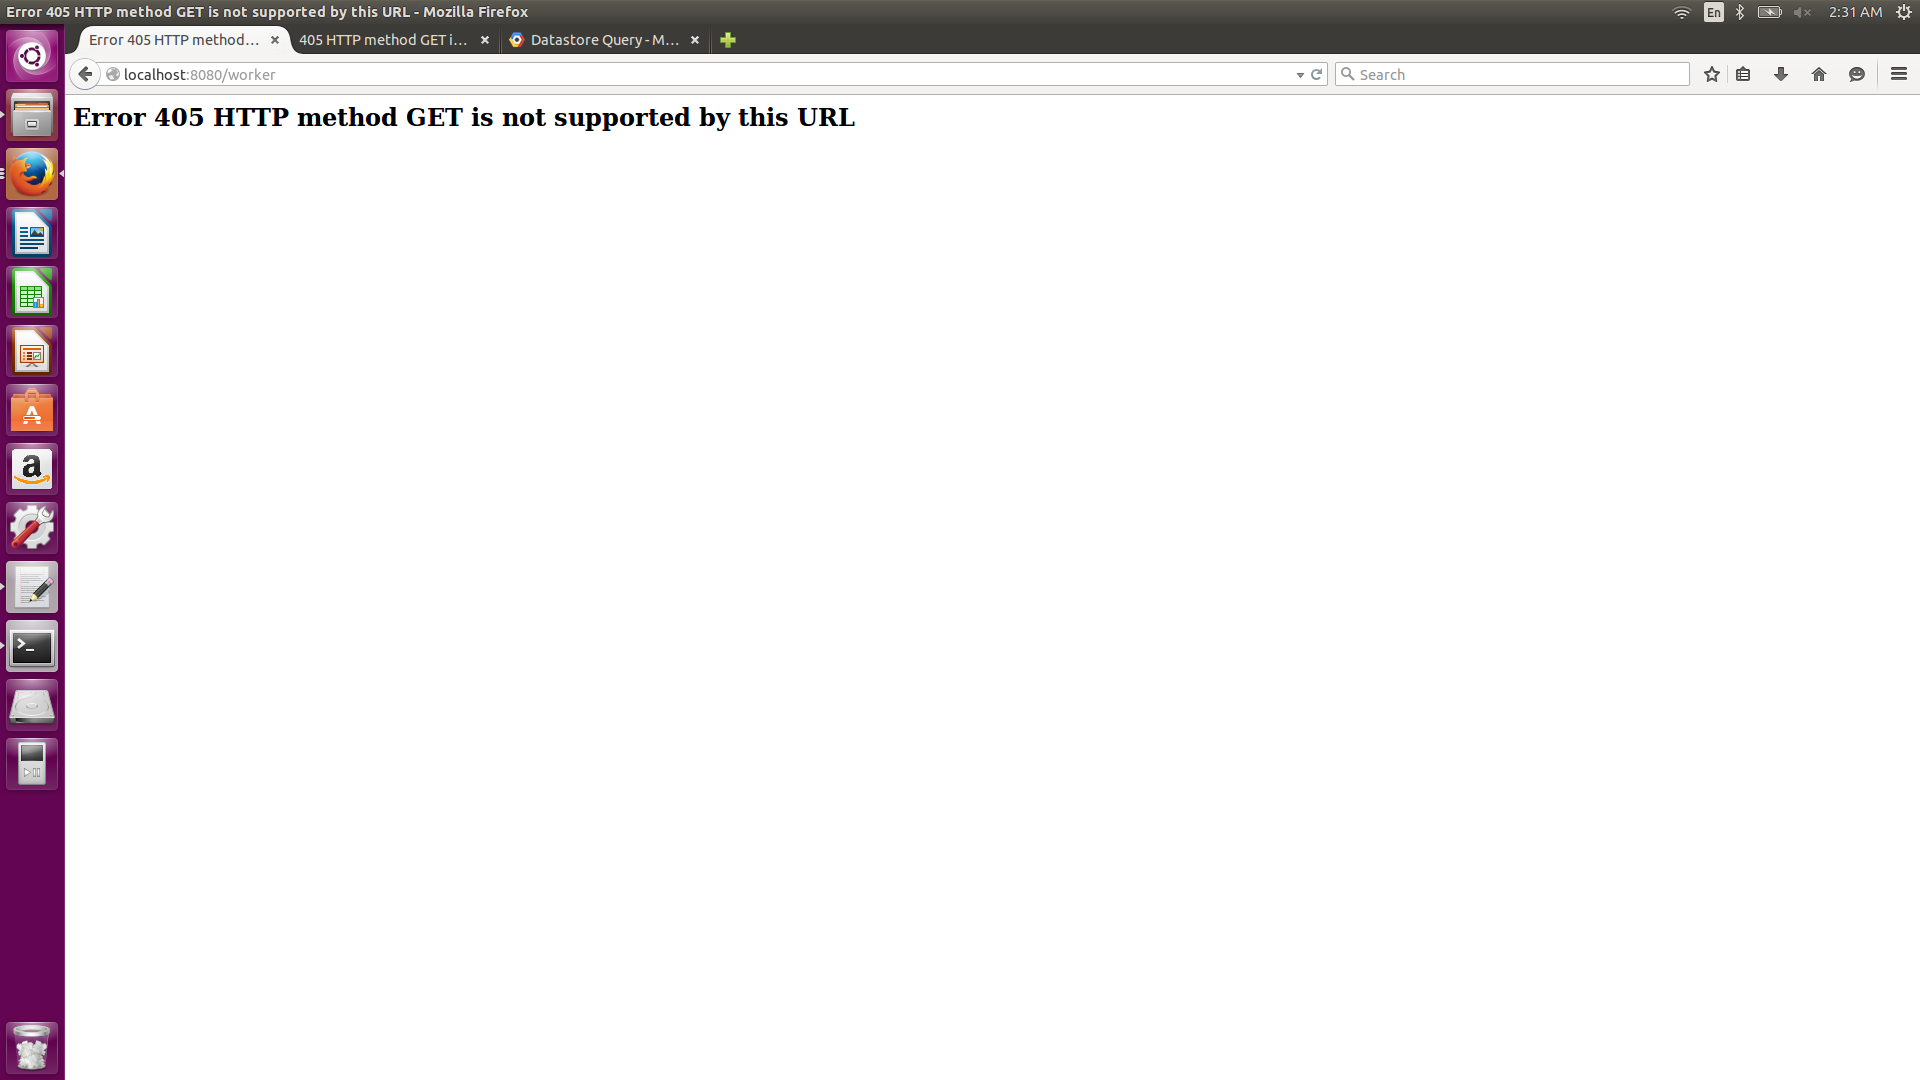 Error 405 HTTP method GET is not supported by this URL - Mozilla Firefox
En
2:31 AM
Error 405 HTTP method...
405 HTTP method GET i...
Datastore Query - M...
localhost:8080/worker
Search
Error 405 HTTP method GET is not supported by this URL